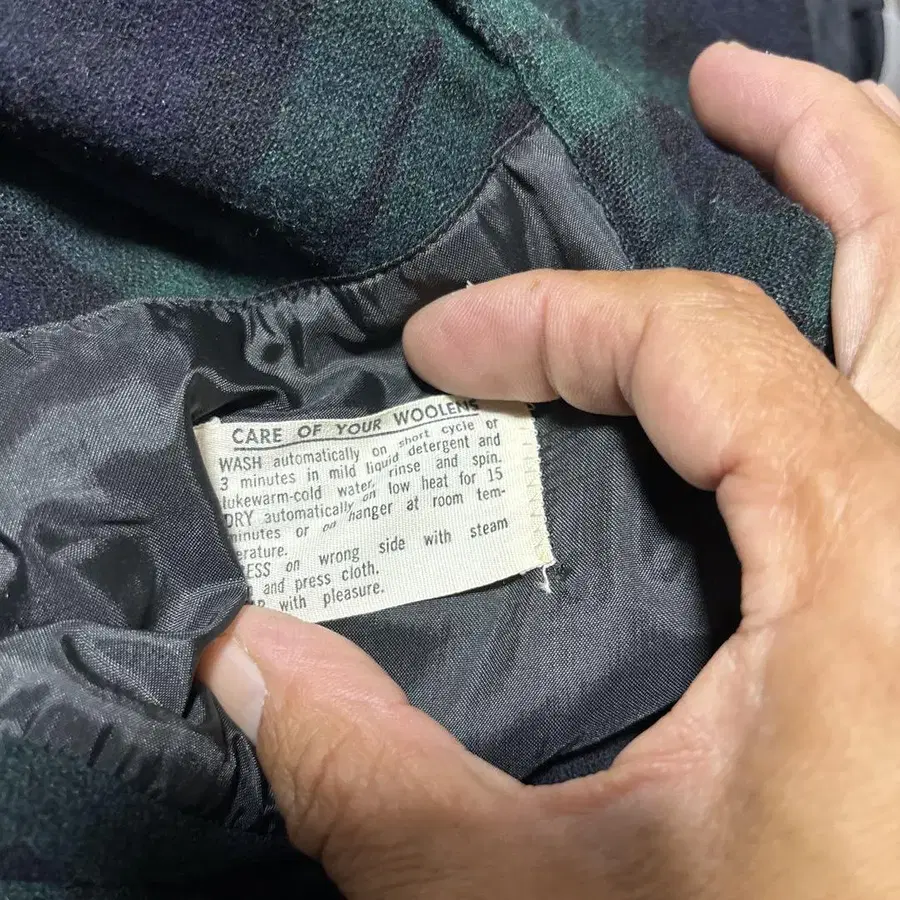 CARE OF YOUR WOOLENS
WASH automatically on short cycle or
3 minutes in mild liquid detergent and
lukewarm-cold water, rinse and spin.
DRY automatically on low heat for 15
minutes or on hanger at room tem-
erature.
ESS on wrong side with steam
and press cloth.
with pleasure.